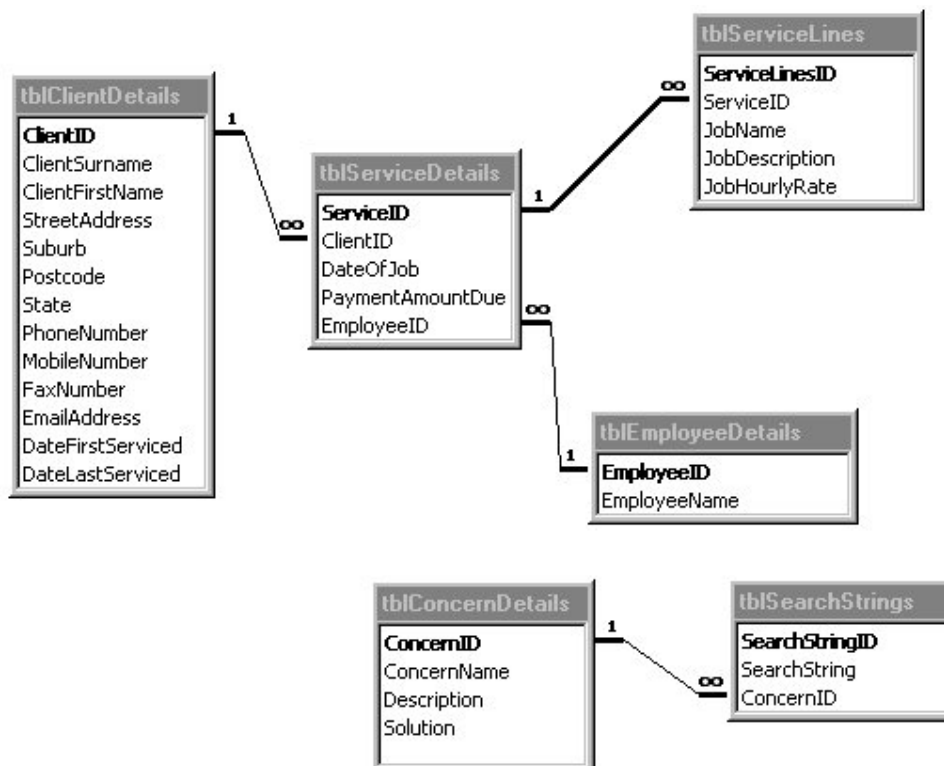 tblClientDetails
ClientID
ClientSurname
ClientFirstName
StreetAddress
Suburb
Postcode
State
PhoneNumber
MobileNumber
FaxNumber
EmailAddress
DateFirstServiced
DateLastServiced
1
∞
tblServiceDetails
ServiceID
ClientID
DateOfJob
PaymentAmountDue
EmployeeID
1
∞
tblServiceLines
ServiceLinesID
ServiceID
JobName
JobDescription
JobHourlyRate
∞
1
tblEmployeeDetails
EmployeeID
EmployeeName
tblConcernDetails
ConcernID
ConcernName
Description
Solution
1
∞
tblSearchStrings
SearchStringID
SearchString
ConcernID